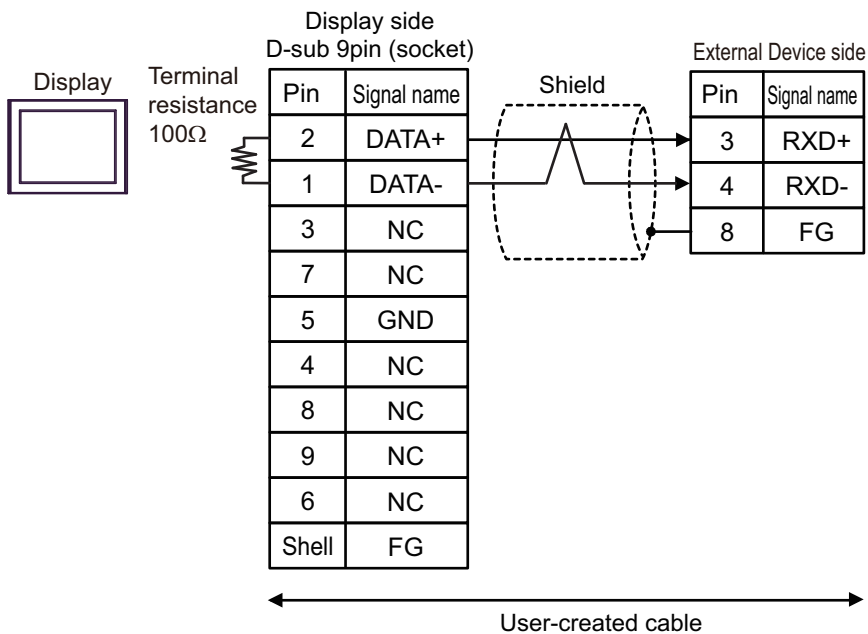 Display side
D-sub 9pin (socket)
External Device side
Display
Terminal
resistance
100Ω
Shield
Pin Signal name
2 DATA+
1 DATA-
3 NC
7 NC
5 GND
4 NC
8 NC
9 NC
6 NC
Shell FG
Pin Signal name
3 RXD+
4 RXD-
8 FG
User-created cable